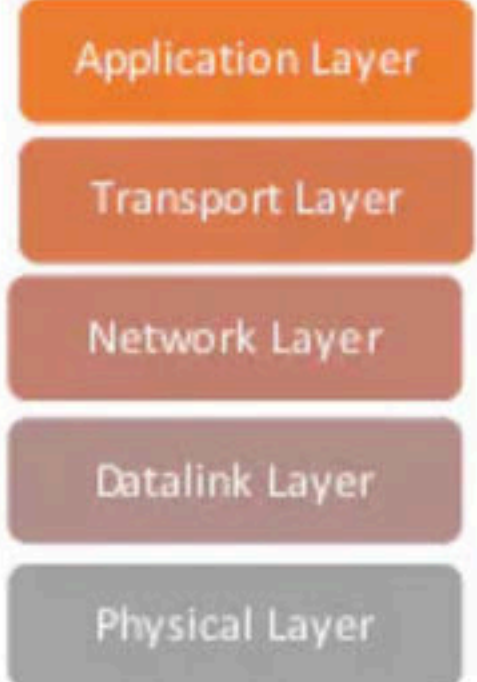 Application Layer
Transport Layer
Network Layer
Datalink Layer
Physical Layer